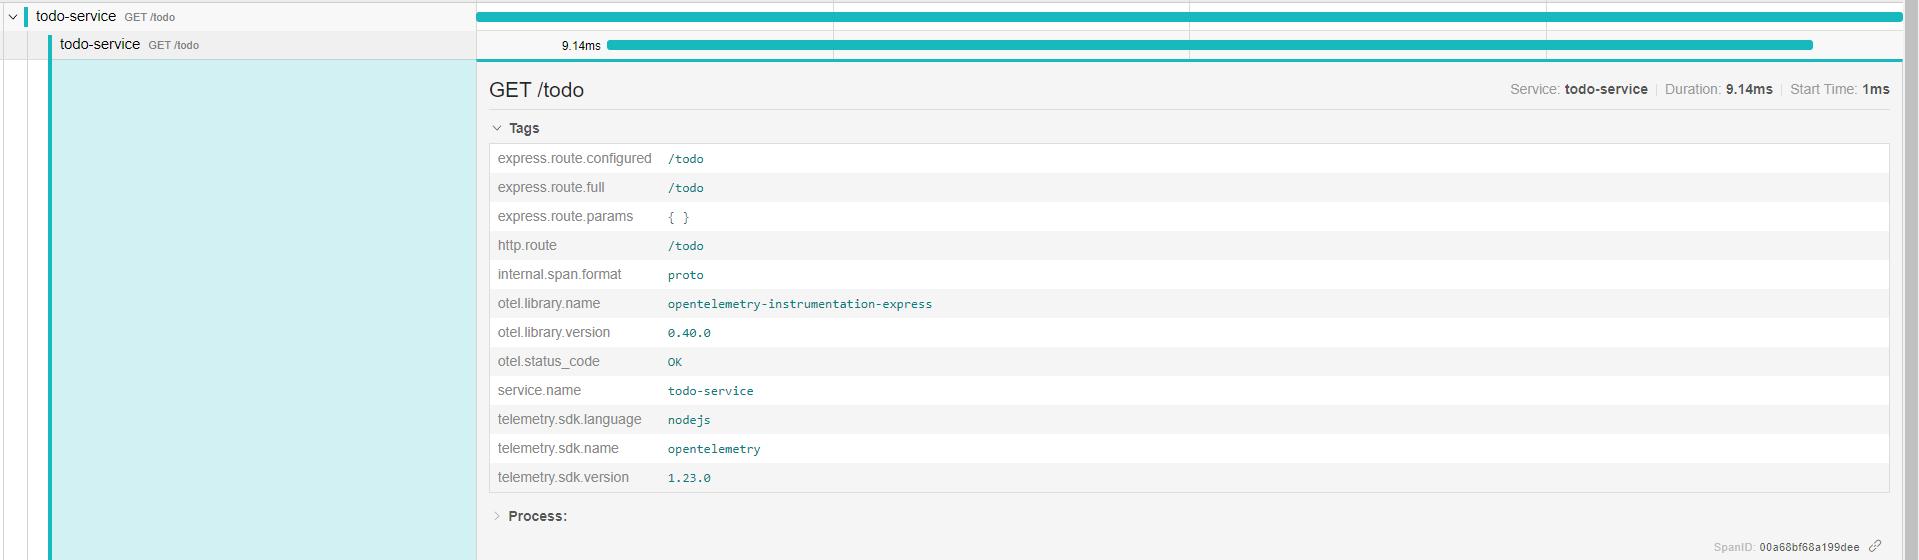 todo-service GET /todo
todo-service GET /todo 9.14ms
GET /todo Service: todo-service Duration: 9.14ms Start Time: 1ms
Tags
express.route.configured /todo
express.route.full /todo
express.route.params { }
http.route /todo
internal.span.format proto
otel.library.name opentelemetry-instrumentation-express
otel.library.version 0.40.0
otel.status_code OK
service.name todo-service
telemetry.sdk.language nodejs
telemetry.sdk.name opentelemetry
telemetry.sdk.version 1.23.0
Process:
SpanID: 00a68bf68a199dee